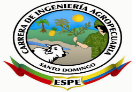 CARRERA DE INGENIERÍA AGROPECUARIA
SANTO DOMINGO
ESPE